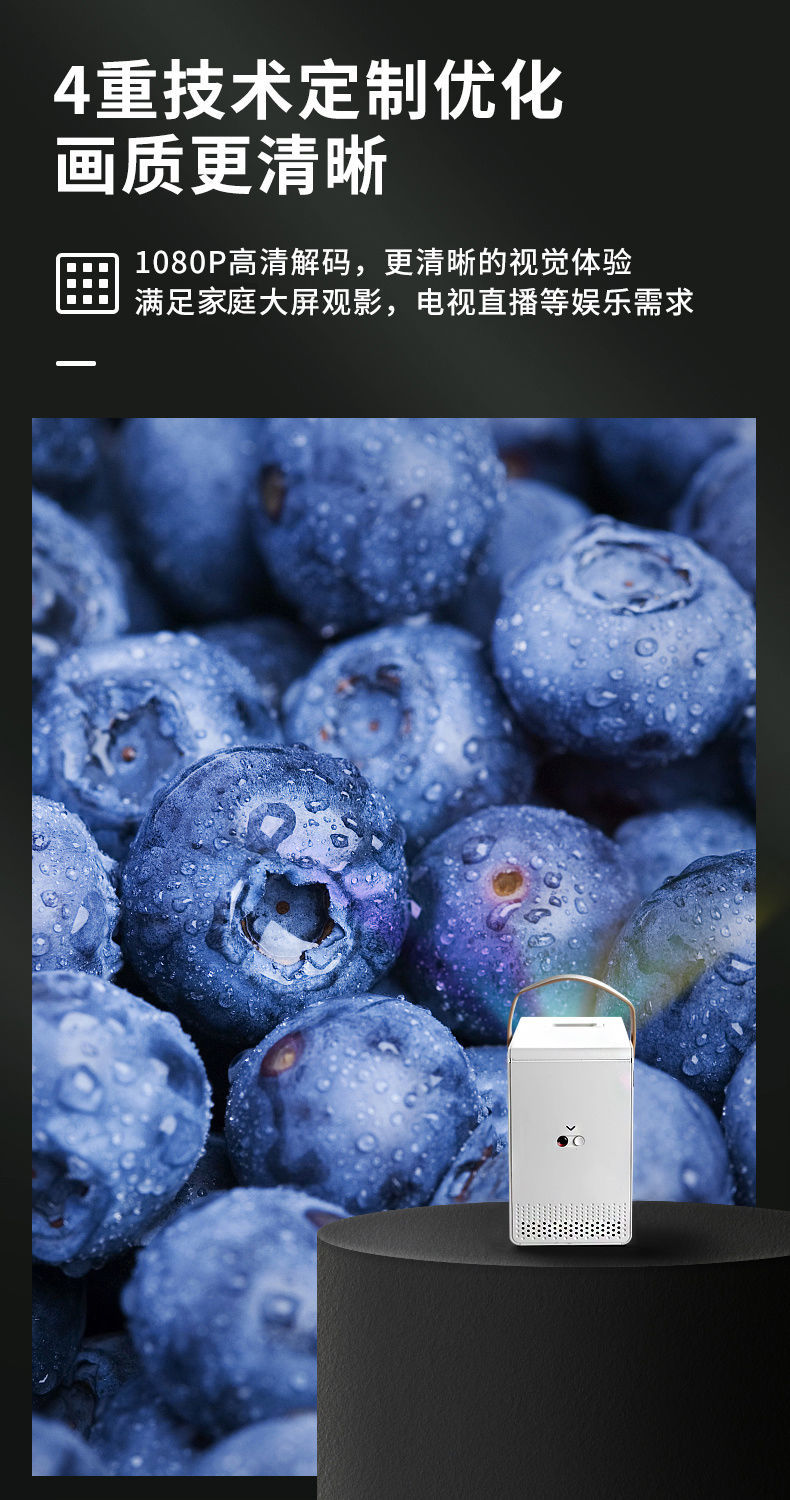 4重技术定制优化
画质更清晰
1080P高清解码，更清晰的视觉体验
满足家庭大屏观影，电视直播等娱乐需求